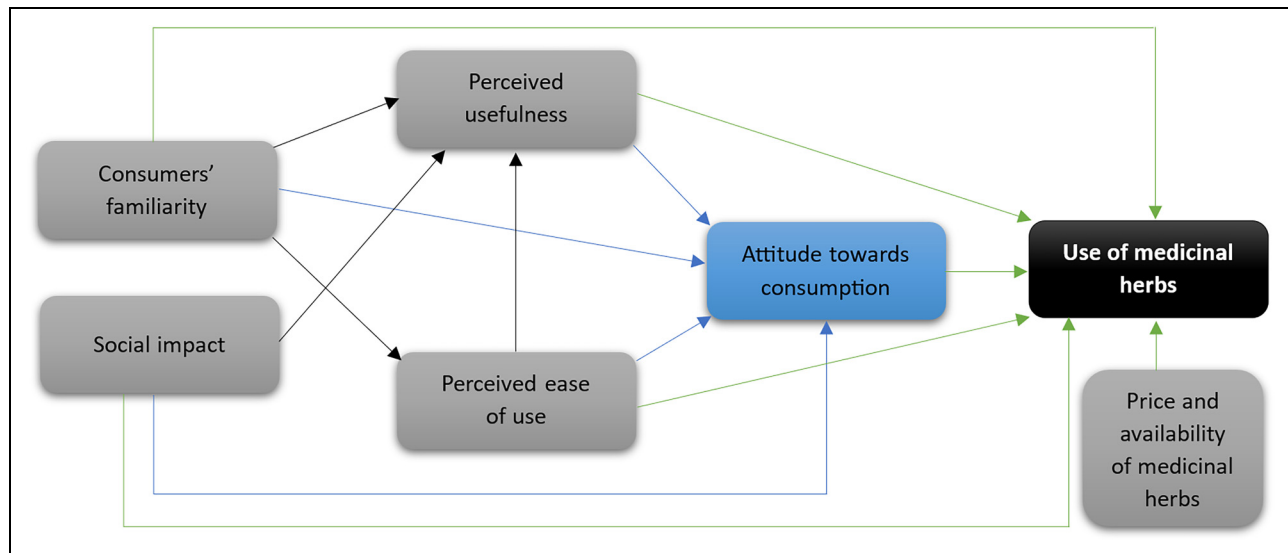 Perceived
usefulness
Consumers’
familiarity
Attitude towards
consumption
Use of medicinal
herbs
Social impact
Perceived ease
of use
Price and
availability
of medicinal
herbs